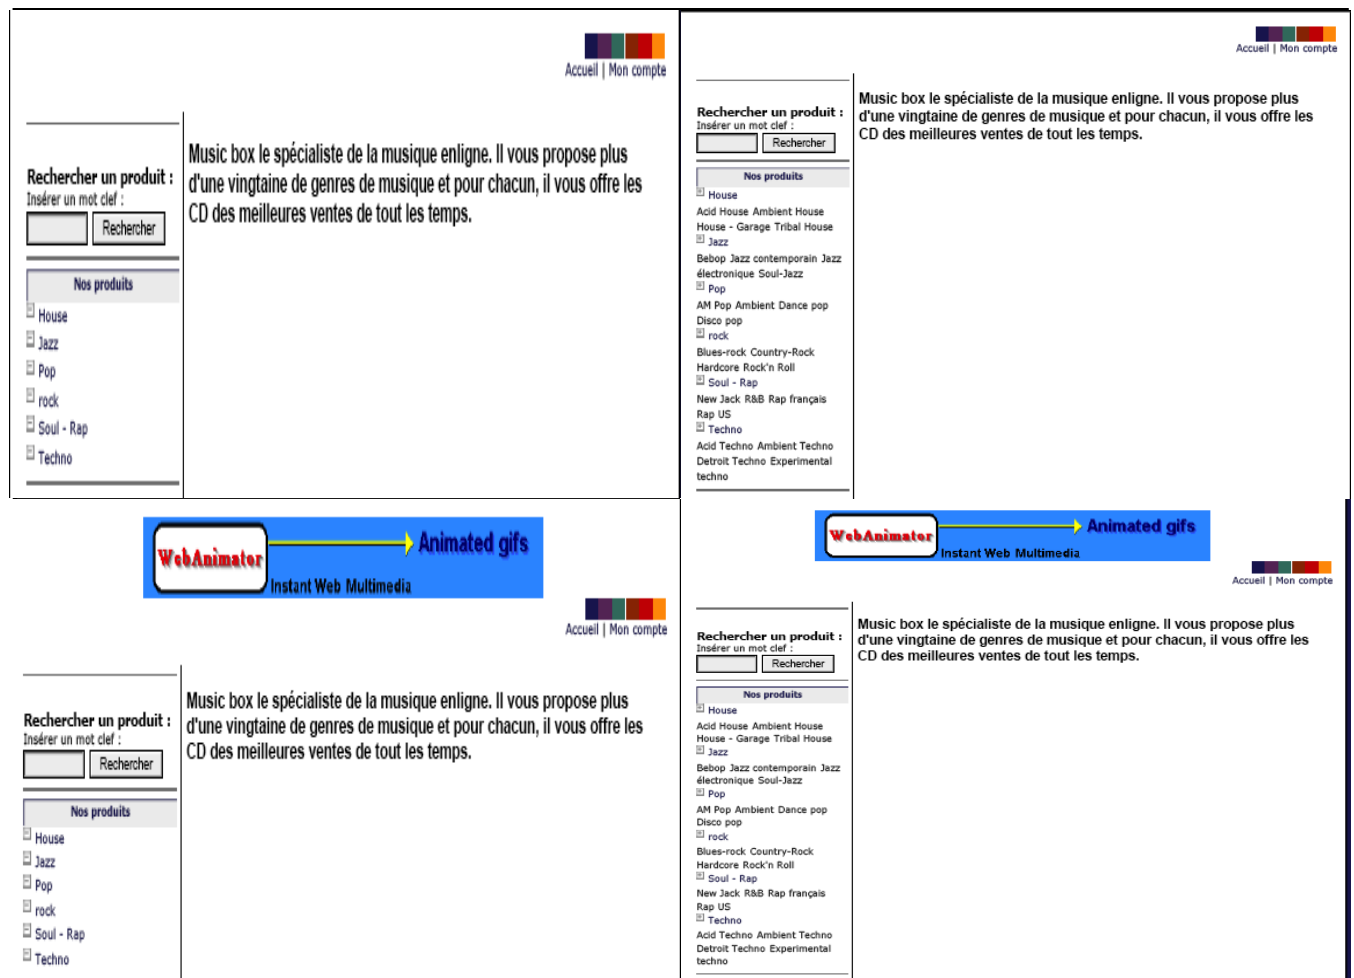 Accueil | Mon compte
Rechercher un produit :
Insérer un mot clef :
Rechercher
Nos produits
House
Jazz
Pop
rock
Soul - Rap
Techno
Music box le spécialiste de la musique enligne. Il vous propose plus
d'une vingtaine de genres de musique et pour chacun, il vous offre les
CD des meilleures ventes de tout les temps.
Accueil | Mon compte
Rechercher un produit :
Insérer un mot clef :
Rechercher
Nos produits
House
Acid House Ambient House
House - Garage Tribal House
Jazz
Bebop Jazz contemporain Jazz
électronique Soul-Jazz
Pop
AM Pop Ambient Dance pop
Disco pop
rock
Blues-rock Country-Rock
Hardcore Rock'n Roll
Soul - Rap
New Jack R&B Rap français
Rap US
Techno
Acid Techno Ambient Techno
Detroit Techno Experimental
techno
Music box le spécialiste de la musique enligne. Il vous propose plus
d'une vingtaine de genres de musique et pour chacun, il vous offre les
CD des meilleures ventes de tout les temps.
WebAnimator
Animated gifs
Instant Web Multimedia
Accueil | Mon compte
Rechercher un produit :
Insérer un mot clef :
Rechercher
Nos produits
House
Jazz
Pop
rock
Soul - Rap
Techno
Music box le spécialiste de la musique enligne. Il vous propose plus
d'une vingtaine de genres de musique et pour chacun, il vous offre les
CD des meilleures ventes de tout les temps.
WebAnimator
Animated gifs
Instant Web Multimedia
Accueil | Mon compte
Rechercher un produit :
Insérer un mot clef :
Rechercher
Nos produits
House
Acid House Ambient House
House - Garage Tribal House
Jazz
Bebop Jazz contemporain Jazz
électronique Soul-Jazz
Pop
AM Pop Ambient Dance pop
Disco pop
rock
Blues-rock Country-Rock
Hardcore Rock'n Roll
Soul - Rap
New Jack R&B Rap français
Rap US
Techno
Acid Techno Ambient Techno
Detroit Techno Experimental
techno
Music box le spécialiste de la musique enligne. Il vous propose plus
d'une vingtaine de genres de musique et pour chacun, il vous offre les
CD des meilleures ventes de tout les temps.